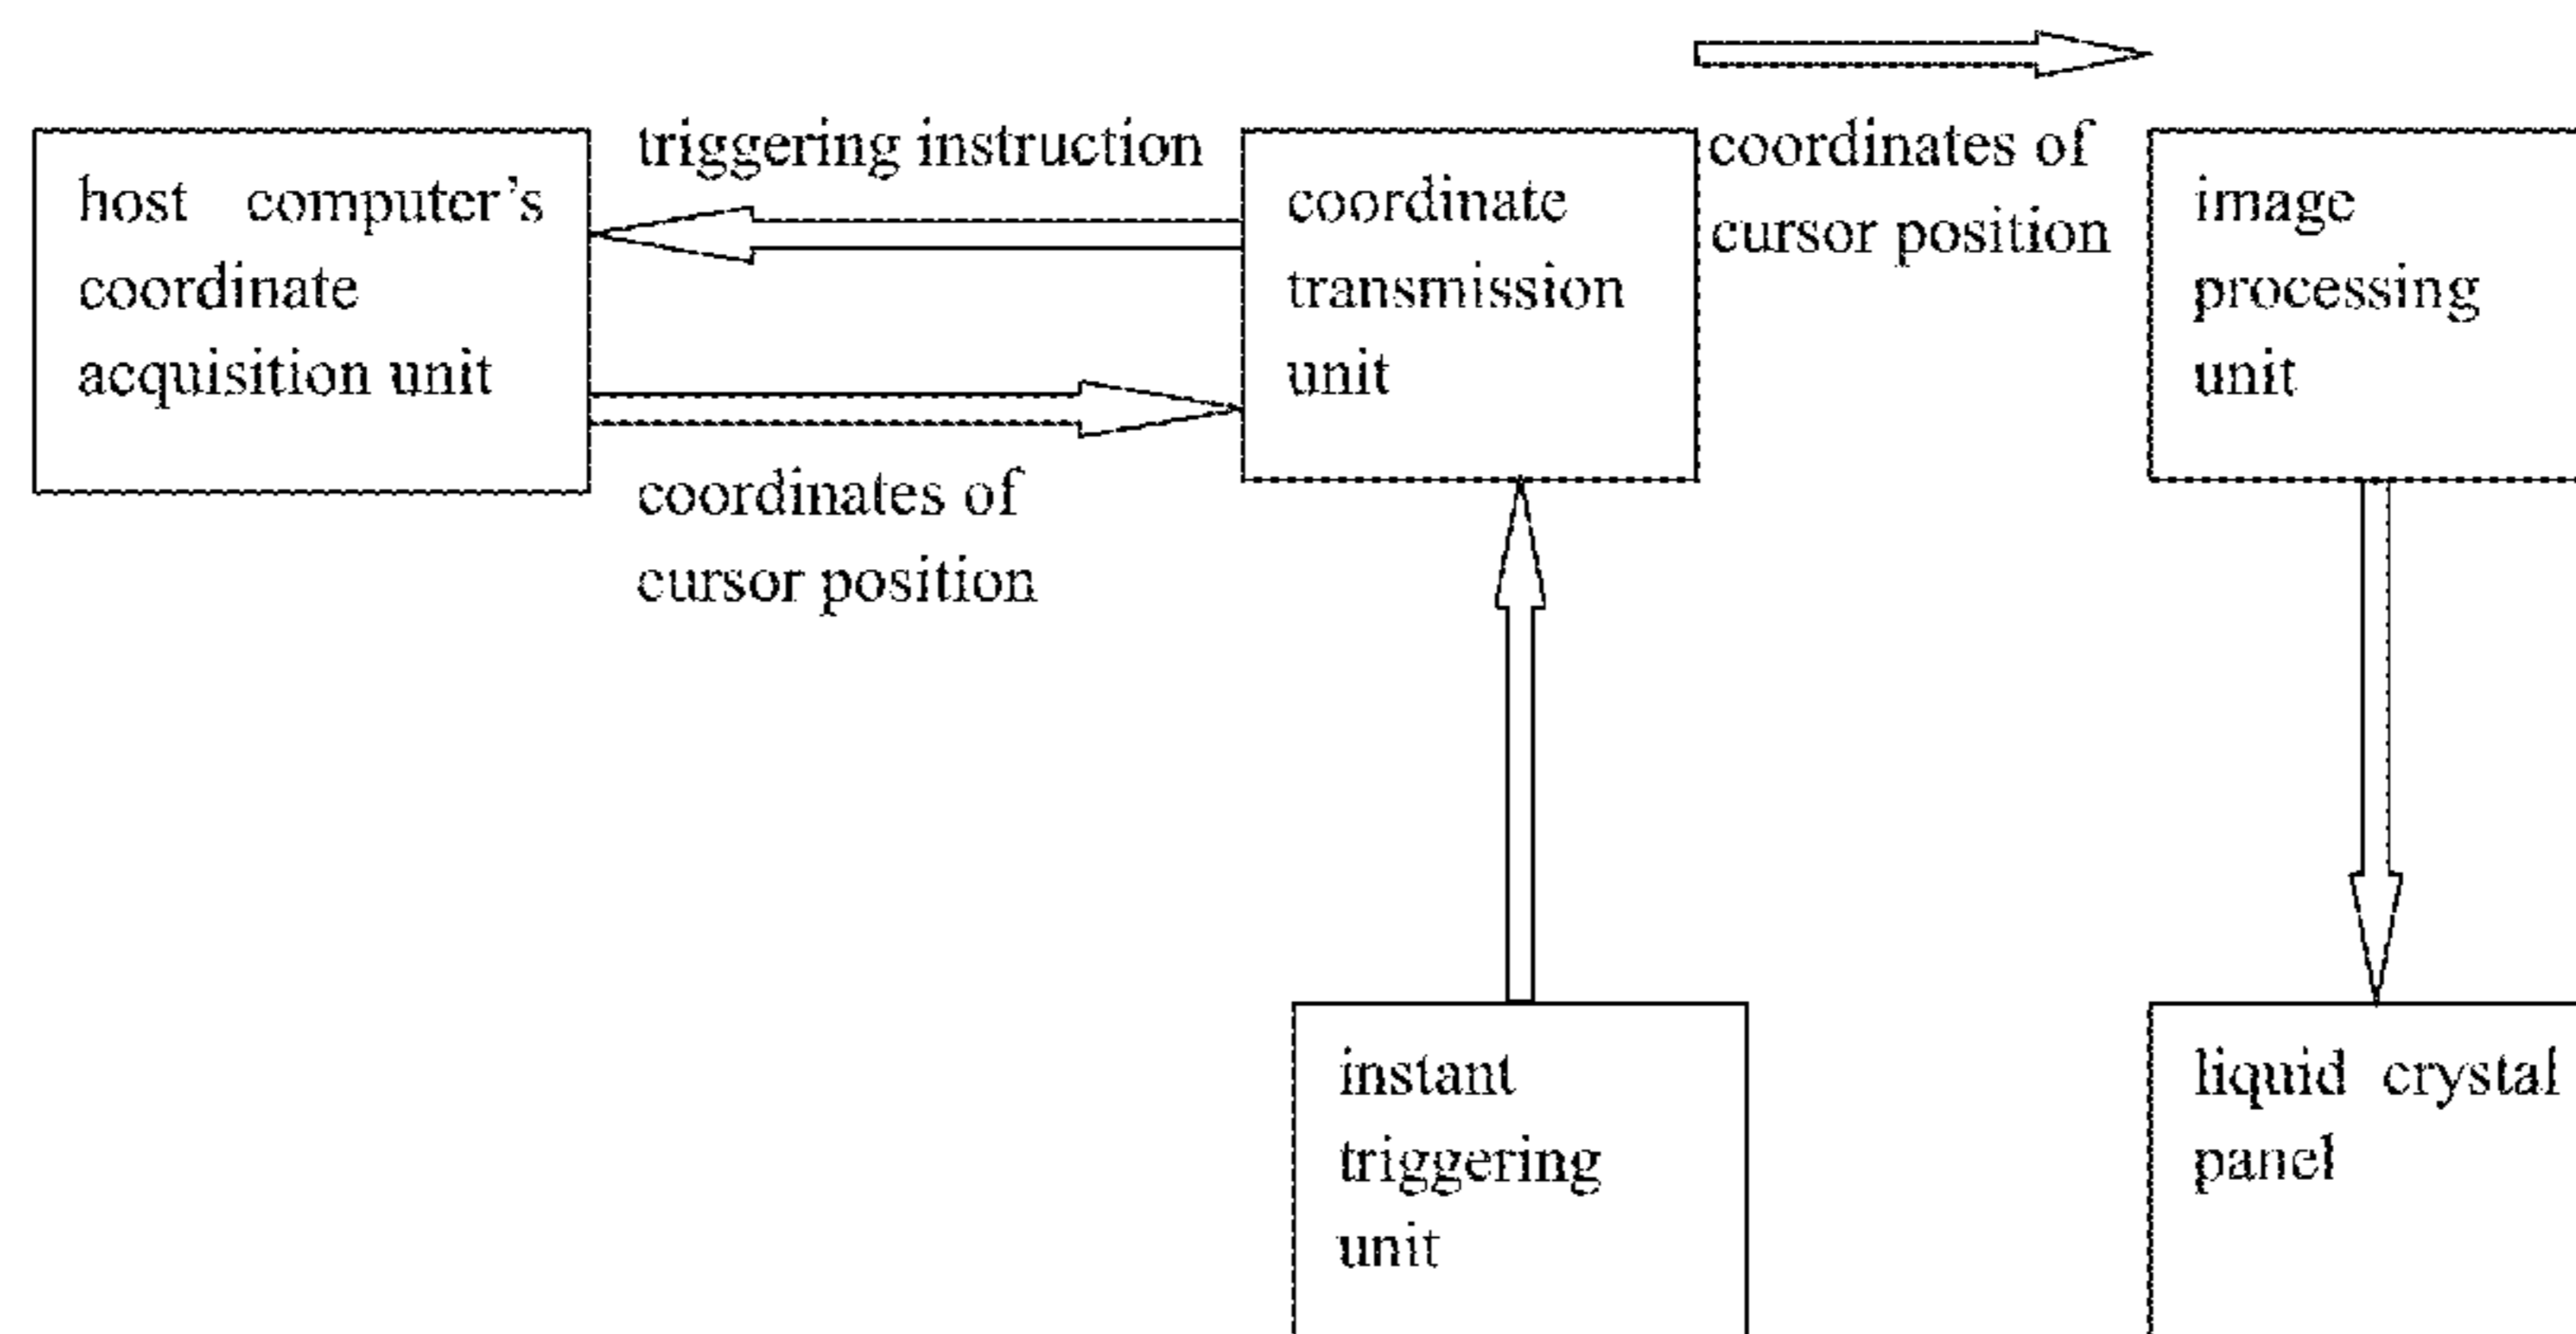 host computer's
coordinate
acquisition unit
triggering instruction
coordinates of
cursor position
coordinate
transmission
unit
coordinates of
cursor position
image
processing
unit
instant
triggering
unit
liquid crystal
panel